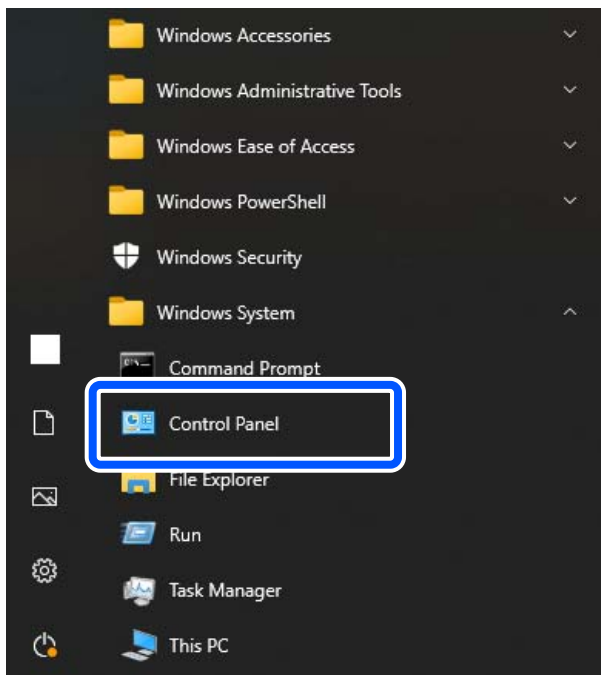 Windows Accessories
Windows Administrative Tools
Windows Ease of Access
Windows PowerShell
Windows Security
Windows System
Command Prompt
Control Panel
File Explorer
Run
Task Manager
This PC